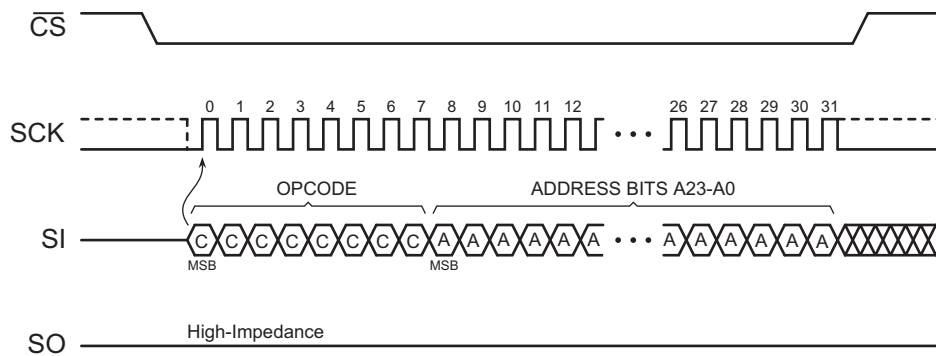 CS
0 1 2 3 4 5 6 7 8 9 10 11 12 26 27 28 29 30 31
SCK
OPCODE ADDRESS BITS A23-A0
SI C C C C C C C C A A A A A A A A A A A A
MSB MSB
High-Impedance
SO